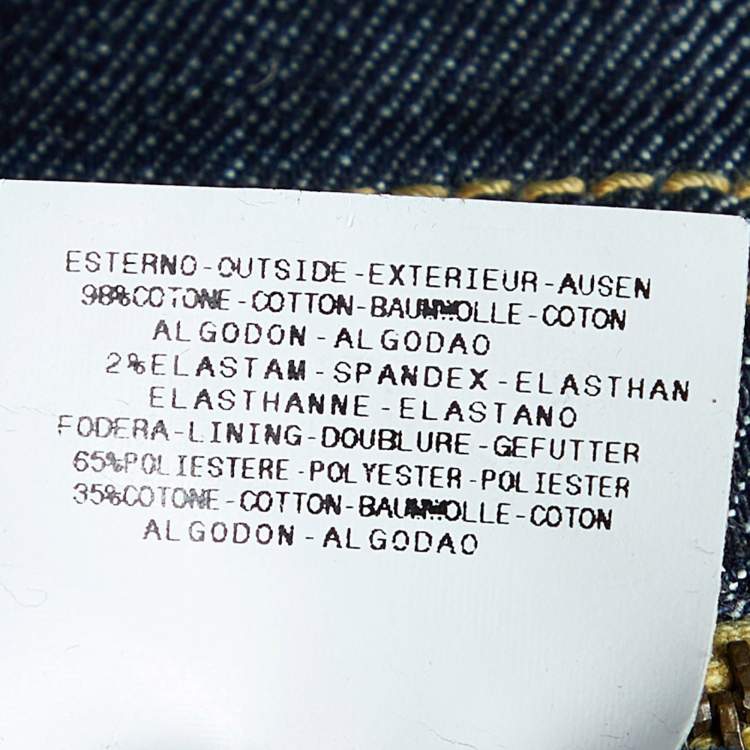 ESTERNO-OUTSIDE-EXTERIEUR-AUSEN
98%COTONE-COTTON-BAUMWOLLE-COTON
ALGODON-ALGODAO
2%ELASTAM-SPANDEX-ELASTHAN
ELASTHANNE-ELASTANO
FODERA-LINING-DOUBLURE-GEFUTTER
65%POLIESTERE-POLYESTER-POLIESTER
35%COTONE-COTTON-BAUMWOLLE-COTON
ALGODON-ALGODAO